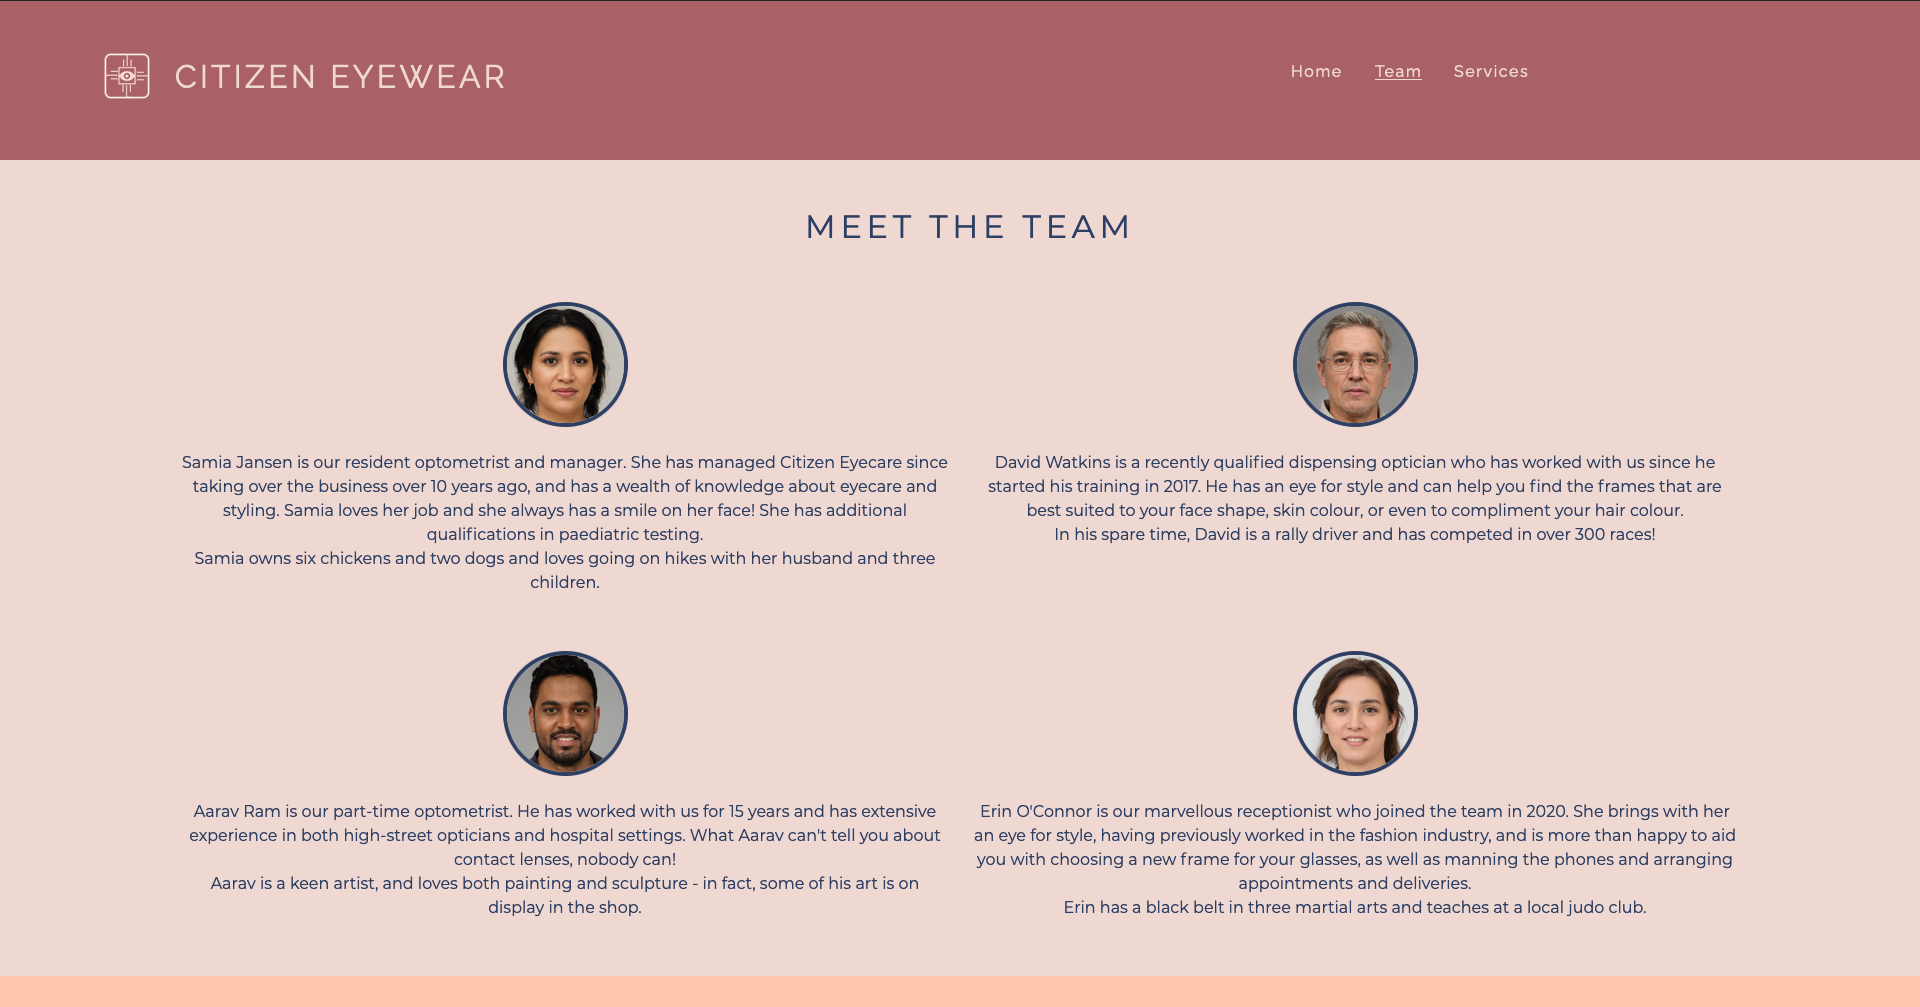 CITIZEN EYEWEAR
Home Team Services
MEET THE TEAM
Samia Jansen is our resident optometrist and manager. She has managed Citizen Eyecare since
taking over the business over 10 years ago, and has a wealth of knowledge about eyecare and
styling. Samia loves her job and she always has a smile on her face! She has additional
qualifications in paediatric testing.
Samia owns six chickens and two dogs and loves going on hikes with her husband and three
children.
David Watkins is a recently qualified dispensing optician who has worked with us since he
started his training in 2017. He has an eye for style and can help you find the frames that are
best suited to your face shape, skin colour, or even to compliment your hair colour.
In his spare time, David is a rally driver and has competed in over 300 races!
Aarav Ram is our part-time optometrist. He has worked with us for 15 years and has extensive
experience in both high-street opticians and hospital settings. What Aarav can't tell you about
contact lenses, nobody can!
Aarav is a keen artist, and loves both painting and sculpture - in fact, some of his art is on
display in the shop.
Erin O'Connor is our marvellous receptionist who joined the team in 2020. She brings with her
an eye for style, having previously worked in the fashion industry, and is more than happy to aid
you with choosing a new frame for your glasses, as well as manning the phones and arranging
appointments and deliveries.
Erin has a black belt in three martial arts and teaches at a local judo club.